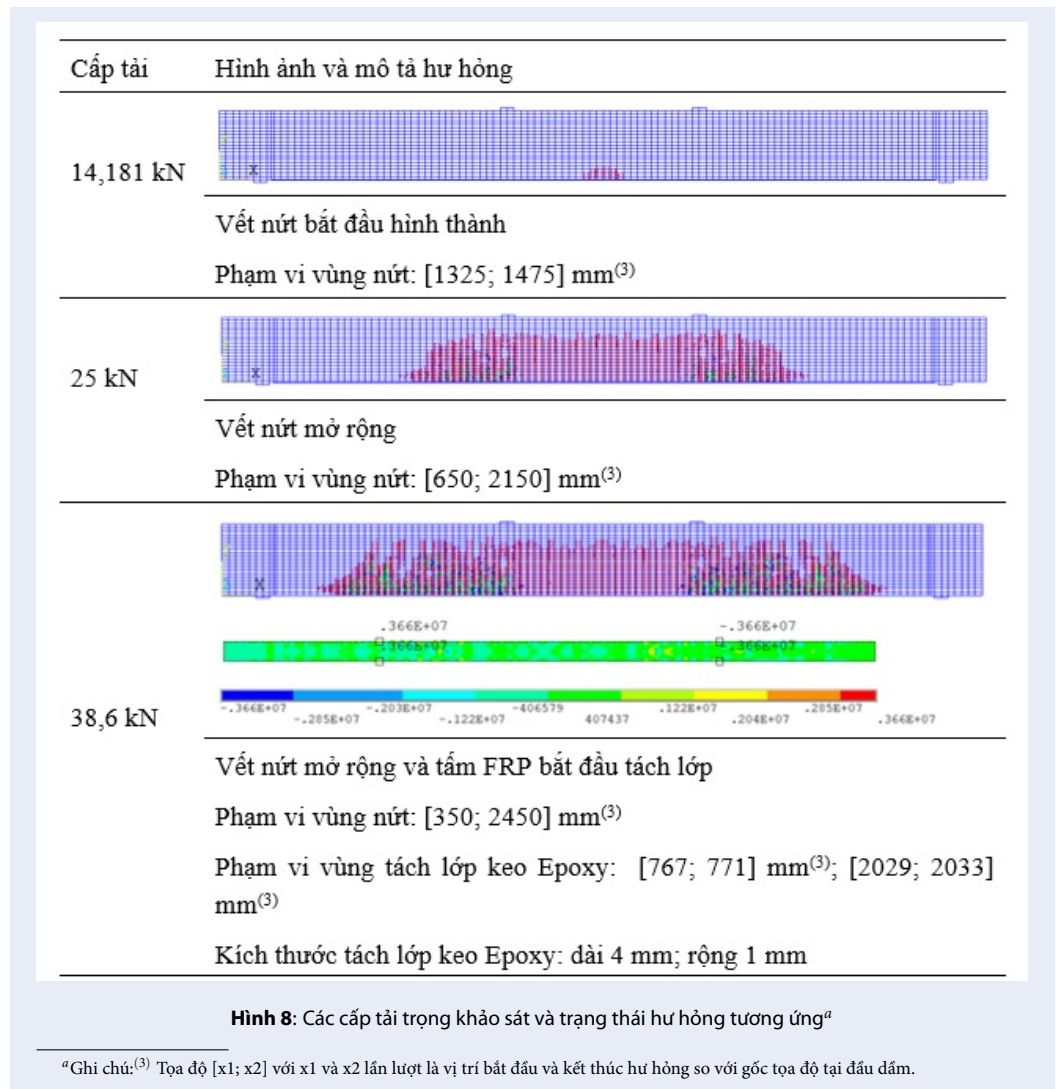 Cấp tải Hình ảnh và mô tả hư hỏng
14,181 kN
X
Vết nứt bắt đầu hình thành
Phạm vi vùng nứt: [1325; 1475] mm(3)
25 kN
X
Vết nứt mở rộng
Phạm vi vùng nứt: [650; 2150] mm(3)
38,6 kN
X
.366E+07 -.366E+07
.366E+07 -.366E+07
-.366E+07 -.203E+07 -406579 .122E+07 .285E+07
-.285E+07 -.122E+07 407437 .204E+07 .366E+07
Vết nứt mở rộng và tấm FRP bắt đầu tách lớp
Phạm vi vùng nứt: [350; 2450] mm(3)
Phạm vi vùng tách lớp keo Epoxy: [767; 771] mm(3); [2029; 2033]
mm(3)
Kích thước tách lớp keo Epoxy: dài 4 mm; rộng 1 mm
Hình 8: Các cấp tải trọng khảo sát và trạng thái hư hỏng tương ứng a
a Ghi chú:(3) Tọa độ [x1; x2] với x1 và x2 lần lượt là vị trí bắt đầu và kết thúc hư hỏng so với gốc tọa độ tại đầu dầm.